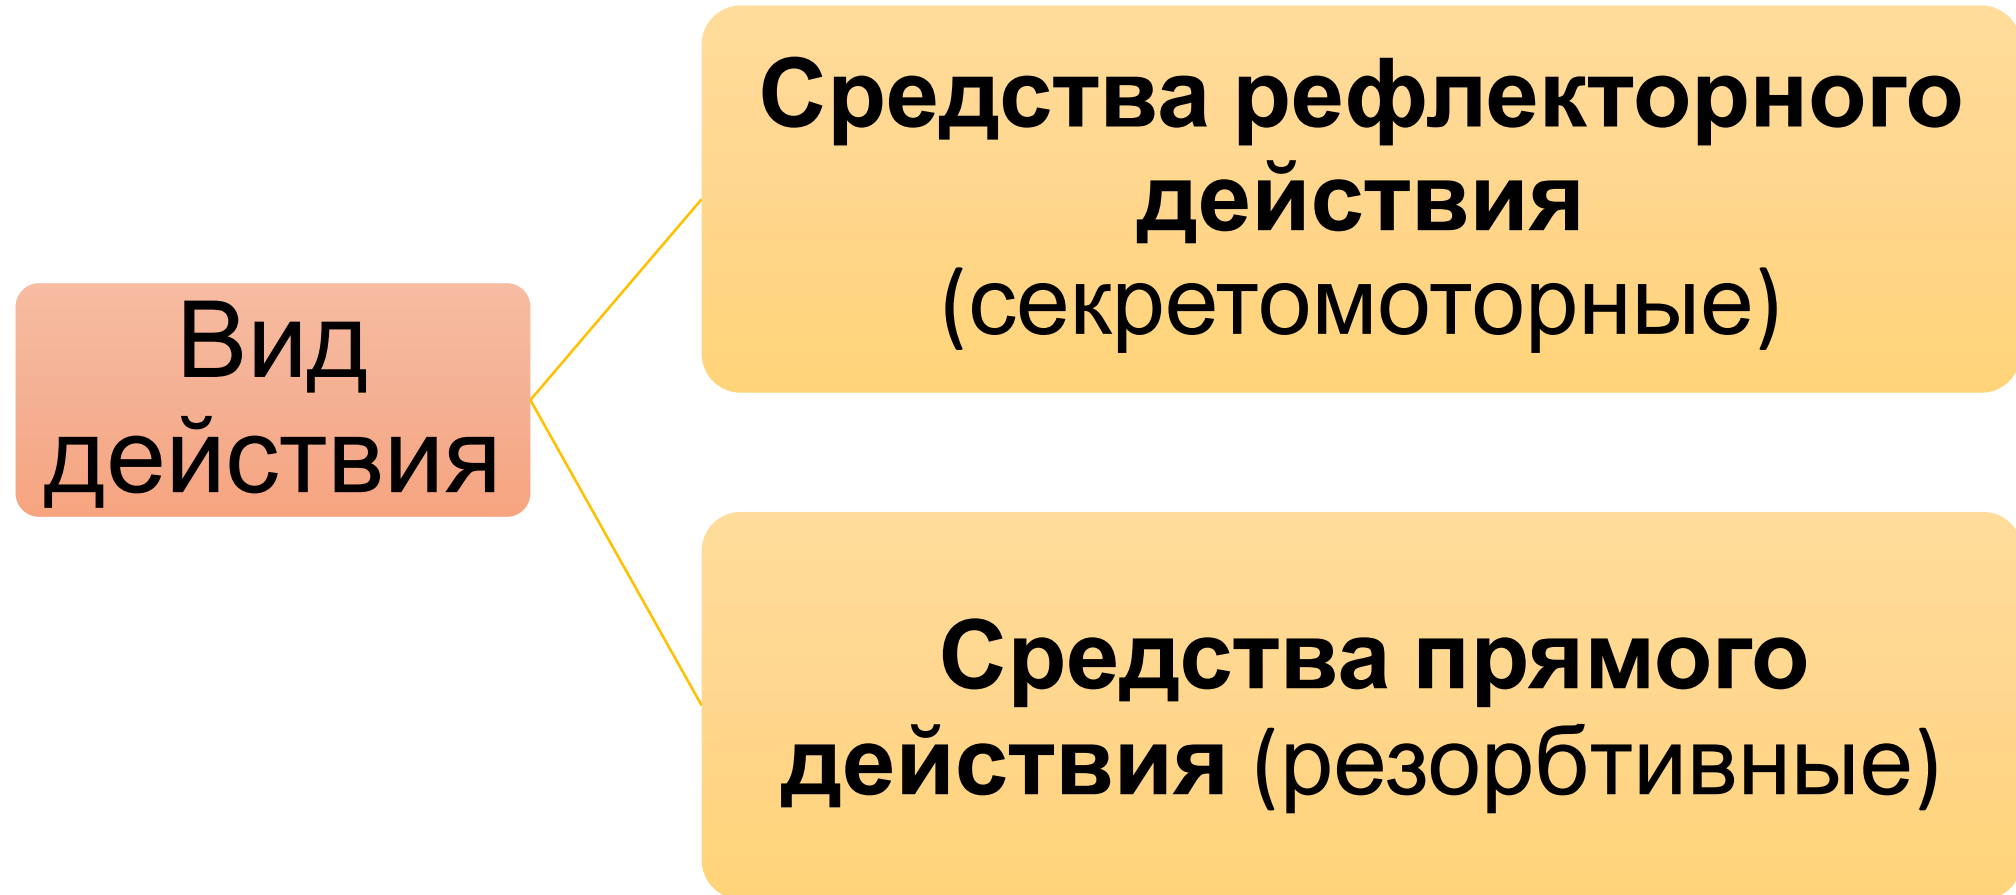 Вид
действия
Средства рефлекторного
действия
(секретомоторные)
Средства прямого
действия (резорбтивные)